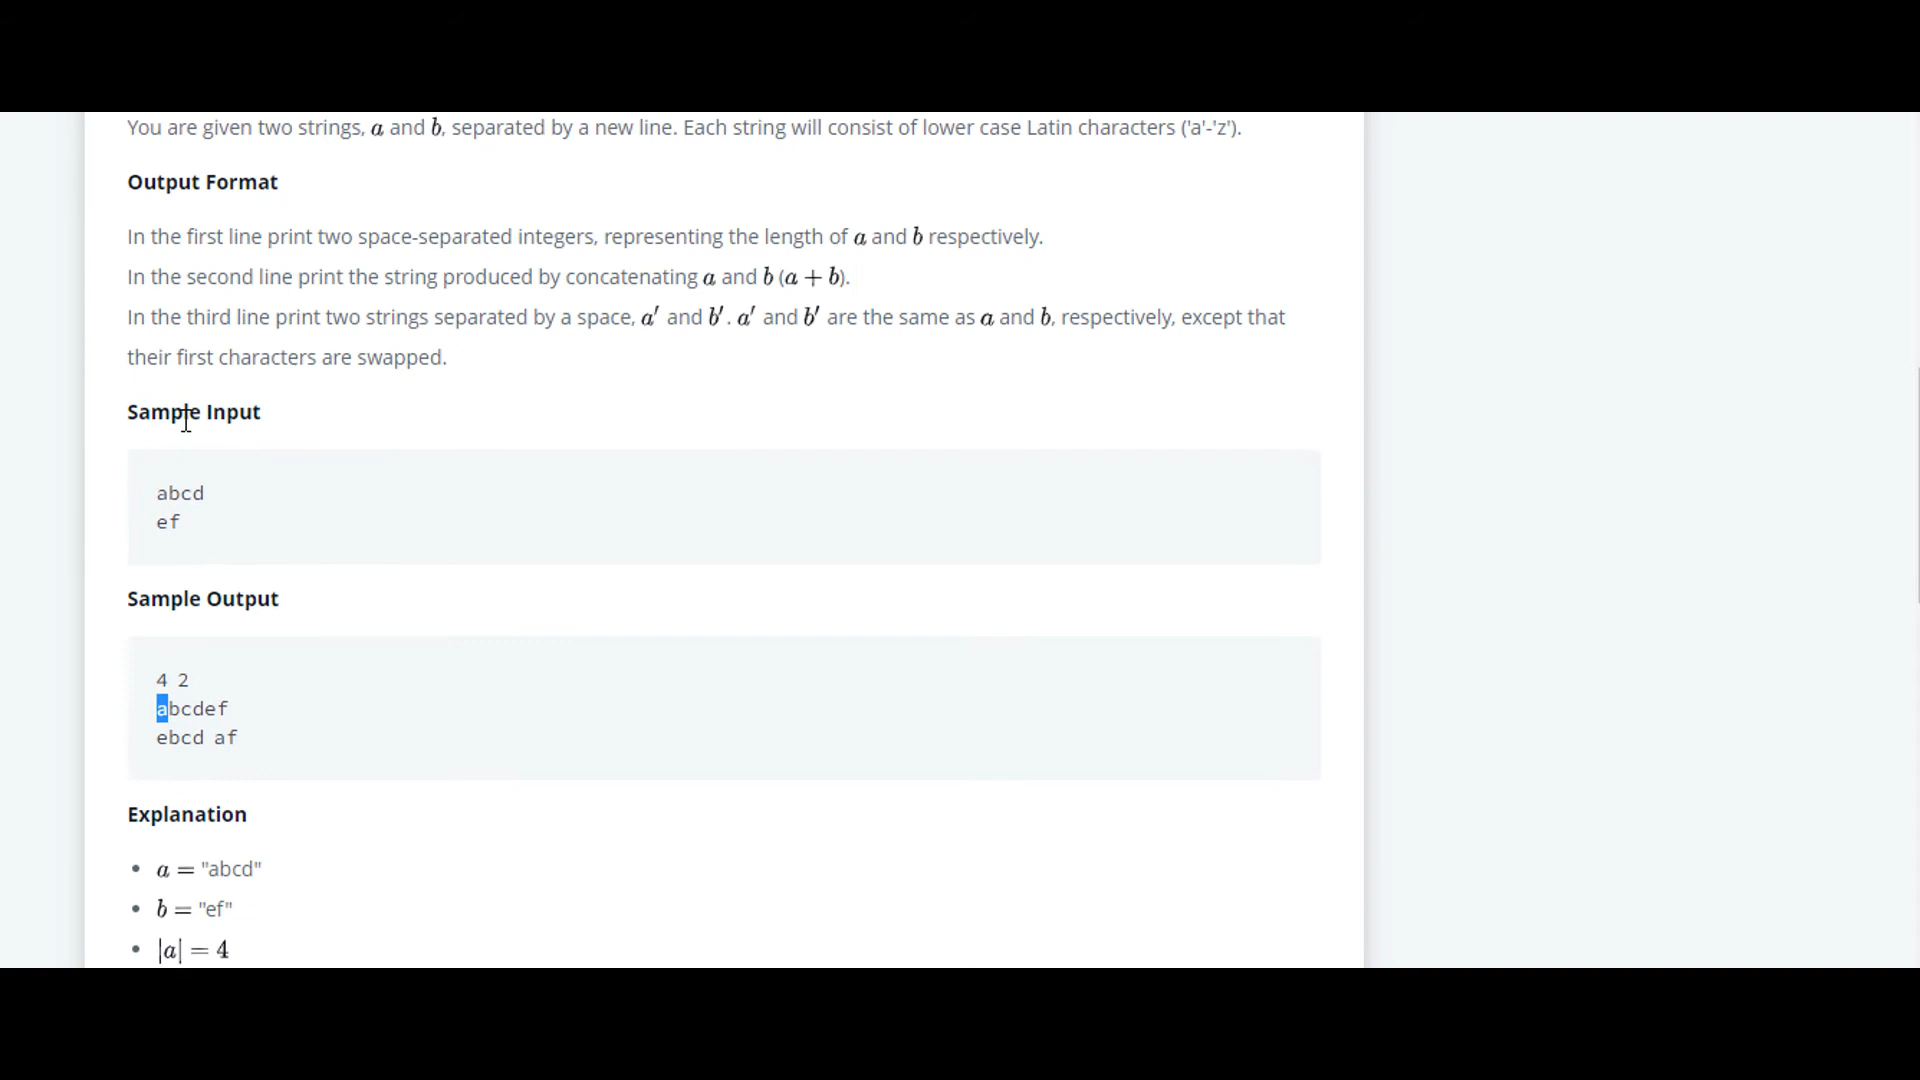 You are given two strings, a and b, separated by a new line. Each string will consist of lower case Latin characters ('a'-'z').
Output Format
In the first line print two space-separated integers, representing the length of a and b respectively.
In the second line print the string produced by concatenating a and b (a + b).
In the third line print two strings separated by a space, a′ and b′. a′ and b′ are the same as a and b, respectively, except that
their first characters are swapped.
Sample Input
abcd
ef
Sample Output
4 2
abcdef
ebcd af
Explanation
• a = "abcd"
• b = "ef"
• |a| = 4